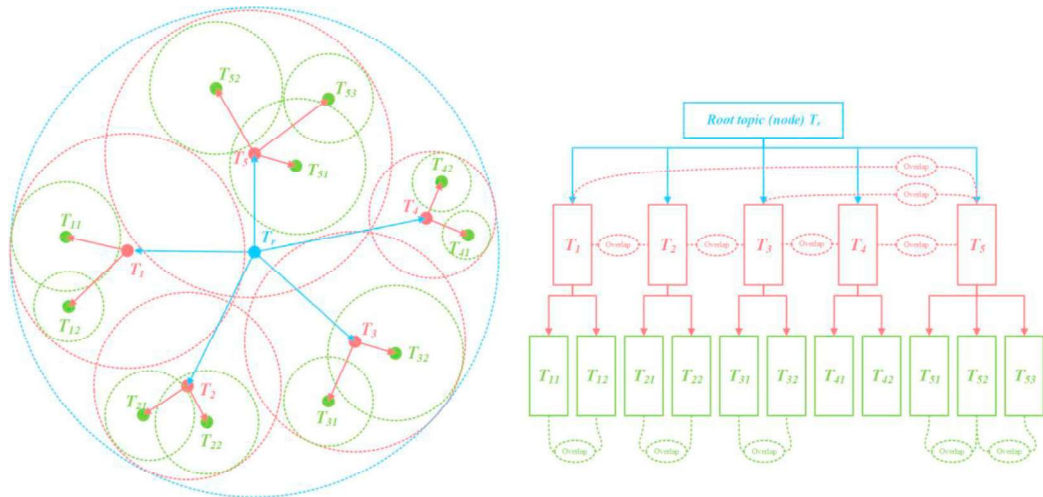 T52
T53
T5
T51
T42
T4
T41
T11
T1
Tr
T12
T3
T32
T31
T2
T21
T22
Root topic (node) Tr
Overlap
Overlap
T1 Overlap T2 Overlap T3 Overlap T4 Overlap T5
T11 T12 T21 T22 T31 T32 T41 T42 T51 T52 T53
Overlap Overlap Overlap Overlap Overlap